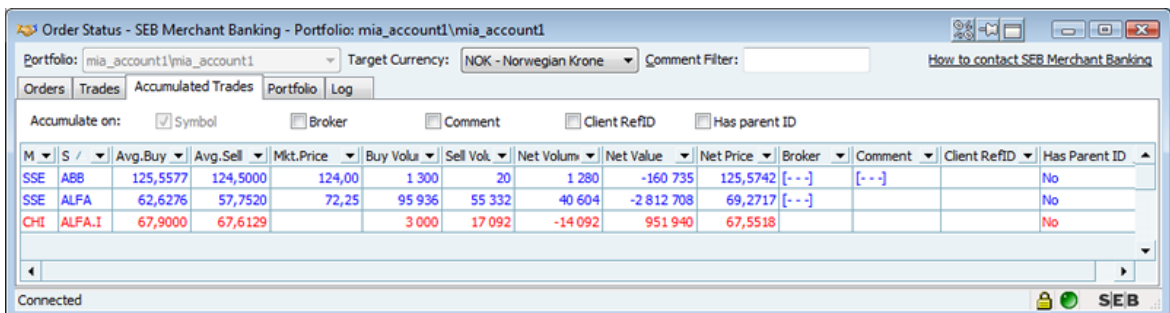 Order Status - SEB Merchant Banking - Portfolio: mia_account1\mia_account1
Portfolio: mia_account1\mia_account1 Target Currency: NOK - Norwegian Krone Comment Filter: How to contact SEB Merchant Banking
Orders Trades Accumulated Trades Portfolio Log
Accumulate on: Symbol Broker Comment Client RefID Has parent ID
M S Avg.Buy Avg.Sell Mkt.Price Buy Volu Sell Volu Net Volum Net Value Net Price Broker Comment Client RefID Has Parent ID
SSE ABB 125,5577 124,5000 124,00 1 300 20 1 280 -160 735 125,5742 [- - -] [- - -] No
SSE ALFA 62,6276 57,7520 72,25 95 936 55 332 40 604 -2 812 708 69,2717 [- - -] No
CHI ALFA.I 67,9000 67,6129 3 000 17 092 -14 092 951 940 67,5518 No
Connected SEB